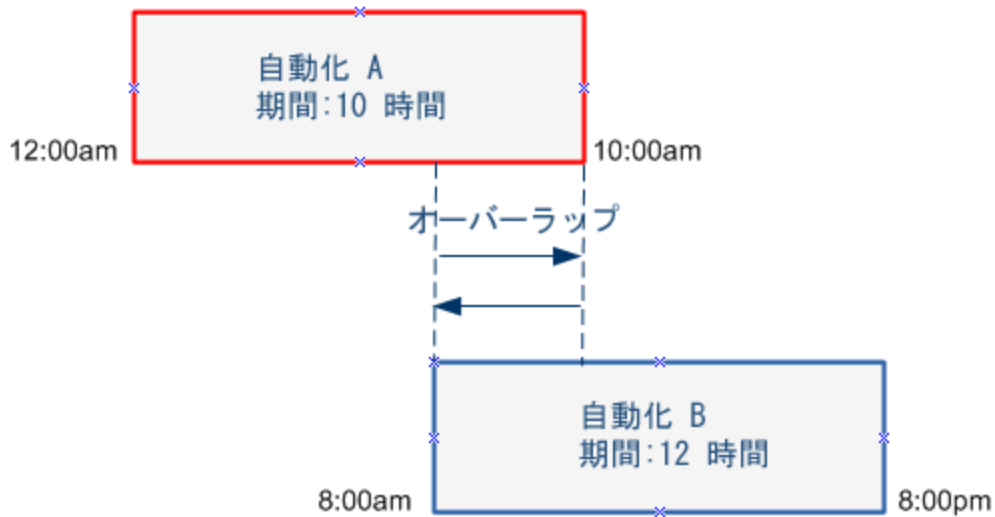 自動化 A
期間:10 時間
12:00am
10:00am
オーバーラップ
自動化 B
期間:12 時間
8:00am
8:00pm